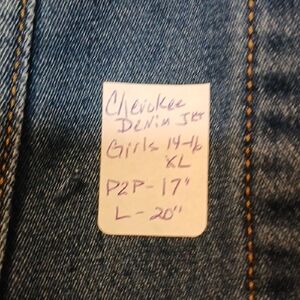 Cherokee
Denim Jkt
Girls 14-16
XL
P2P - 17"
L - 20"